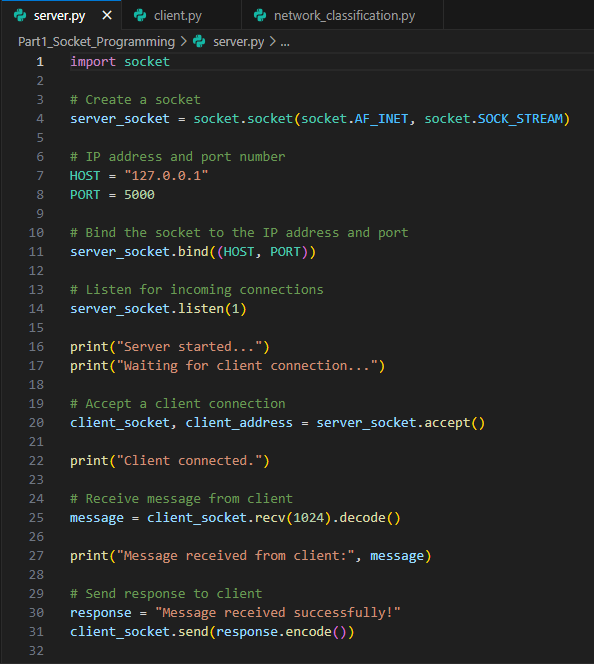 server.py
client.py
network_classification.py
Part1_Socket_Programming > server.py > ...
1 import socket
2
3 # Create a socket
4 server_socket = socket.socket(socket.AF_INET, socket.SOCK_STREAM)
5
6 # IP address and port number
7 HOST = "127.0.0.1"
8 PORT = 5000
9
10 # Bind the socket to the IP address and port
11 server_socket.bind((HOST, PORT))
12
13 # Listen for incoming connections
14 server_socket.listen(1)
15
16 print("Server started...")
17 print("Waiting for client connection...")
18
19 # Accept a client connection
20 client_socket, client_address = server_socket.accept()
21
22 print("Client connected.")
23
24 # Receive message from client
25 message = client_socket.recv(1024).decode()
26
27 print("Message received from client:", message)
28
29 # Send response to client
30 response = "Message received successfully!"
31 client_socket.send(response.encode())
32